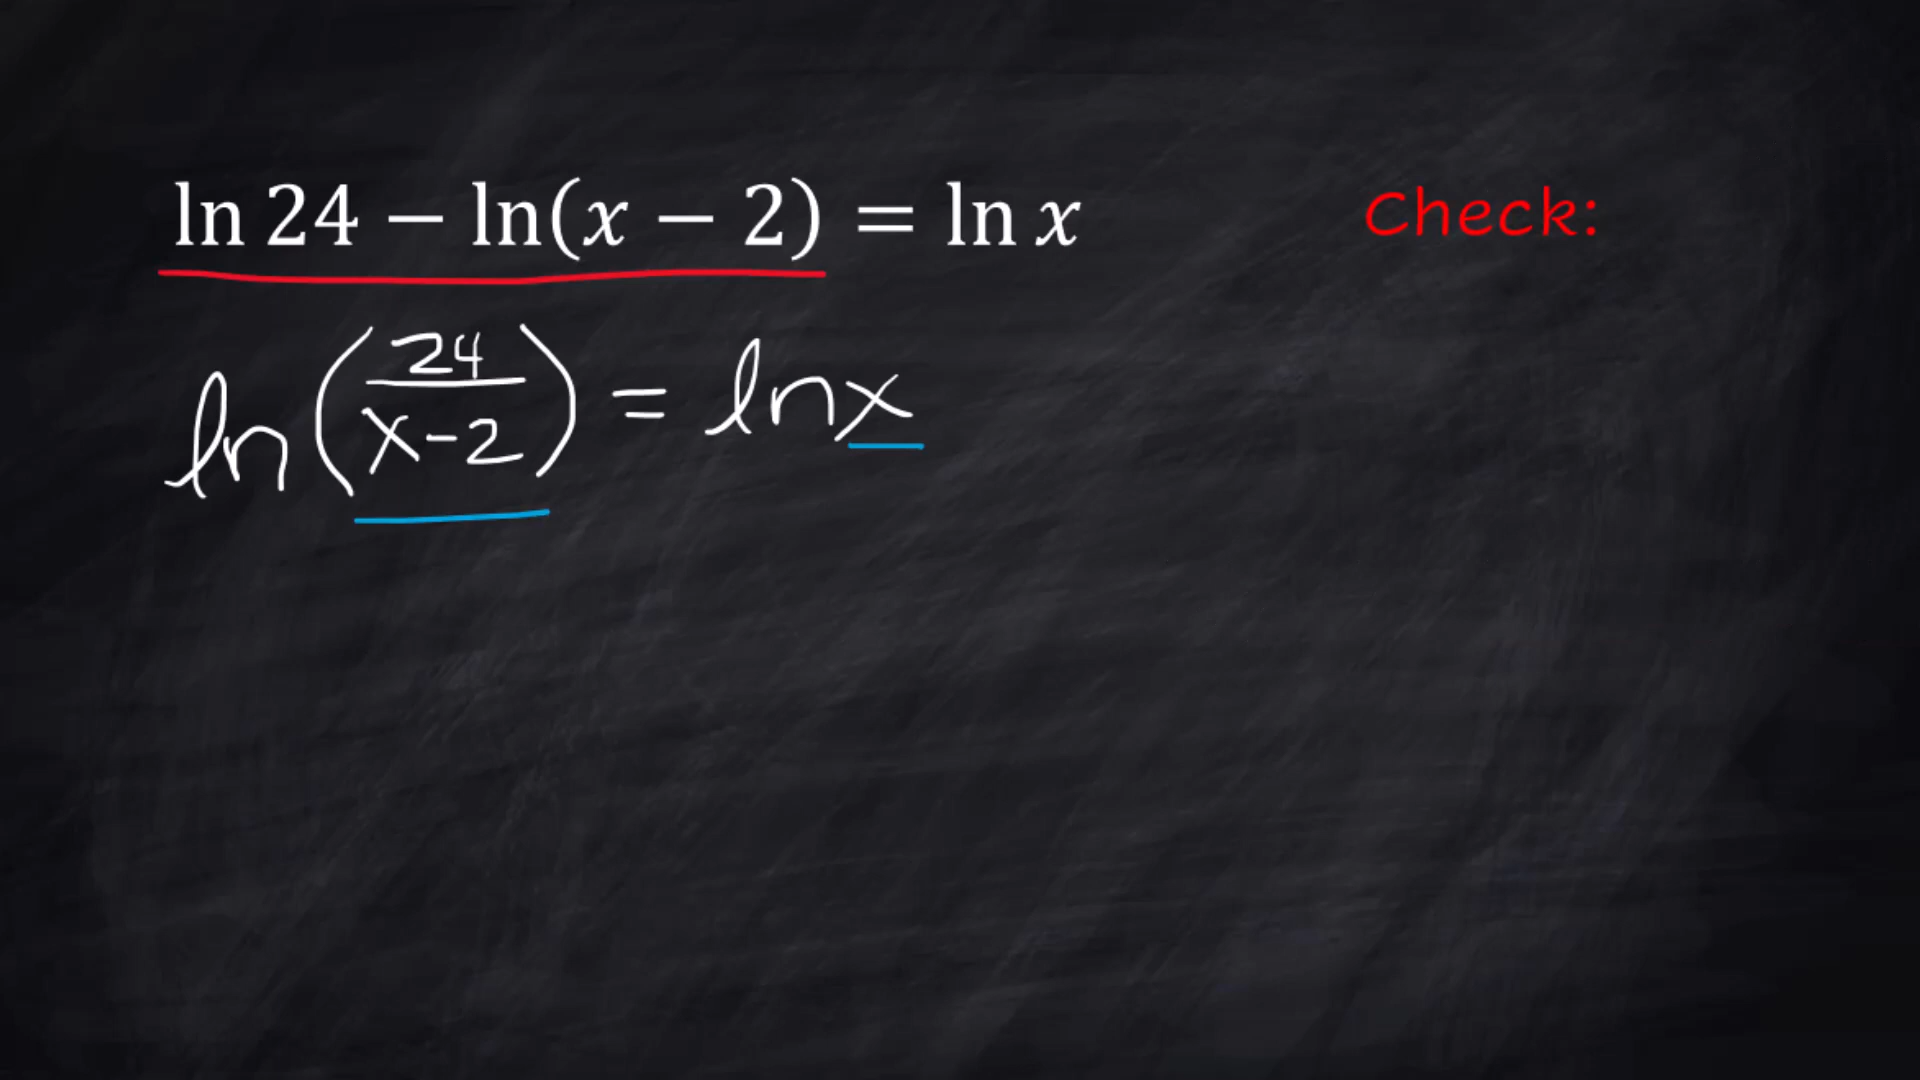 ln 24 − ln(x − 2) = ln x
Check:
ln(24/(x-2)) = lnx